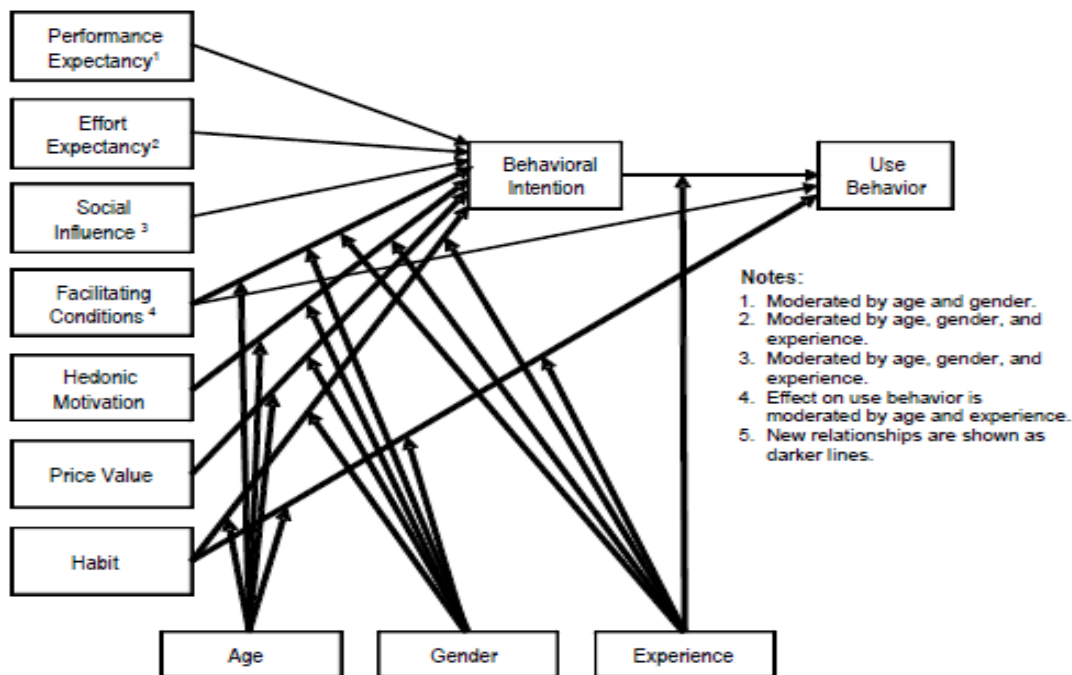 Performance
Expectancy¹
Effort
Expectancy²
Social
Influence ³
Facilitating
Conditions ⁴
Hedonic
Motivation
Price Value
Habit
Behavioral
Intention
Use
Behavior
Notes:
1. Moderated by age and gender.
2. Moderated by age, gender, and
experience.
3. Moderated by age, gender, and
experience.
4. Effect on use behavior is
moderated by age and experience.
5. New relationships are shown as
darker lines.
Age
Gender
Experience